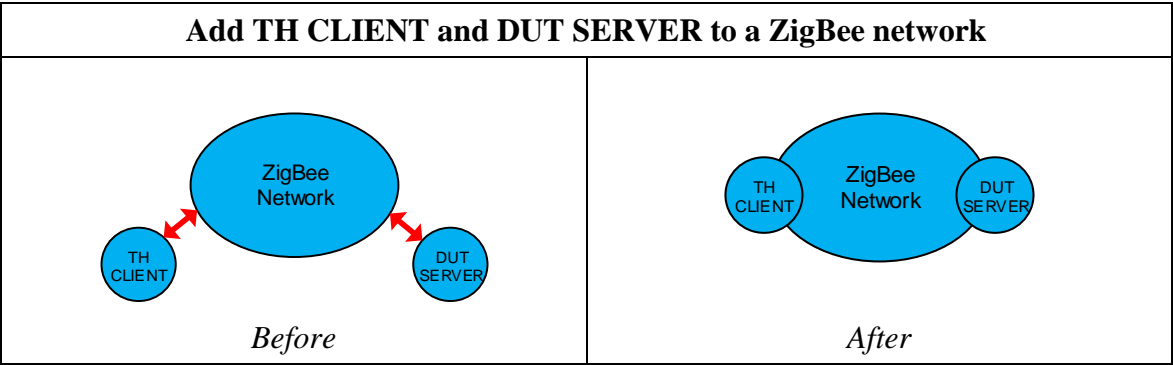 Add TH CLIENT and DUT SERVER to a ZigBee network
ZigBee
Network
TH
CLIENT
DUT
SERVER
Before
ZigBee
Network
TH
CLIENT
DUT
SERVER
After